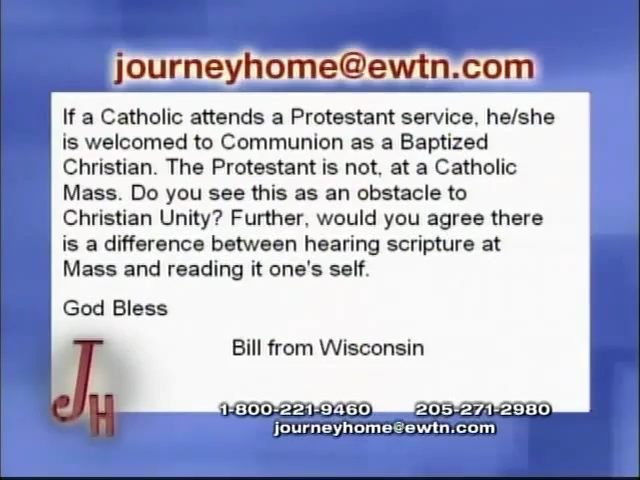 journeyhome@ewtn.com
If a Catholic attends a Protestant service, he/she
is welcomed to Communion as a Baptized
Christian. The Protestant is not, at a Catholic
Mass. Do you see this as an obstacle to
Christian Unity? Further, would you agree there
is a difference between hearing scripture at
Mass and reading it one's self.
God Bless
Bill from Wisconsin
JH
1-800-221-9460 205-271-2980
journeyhome@ewtn.com